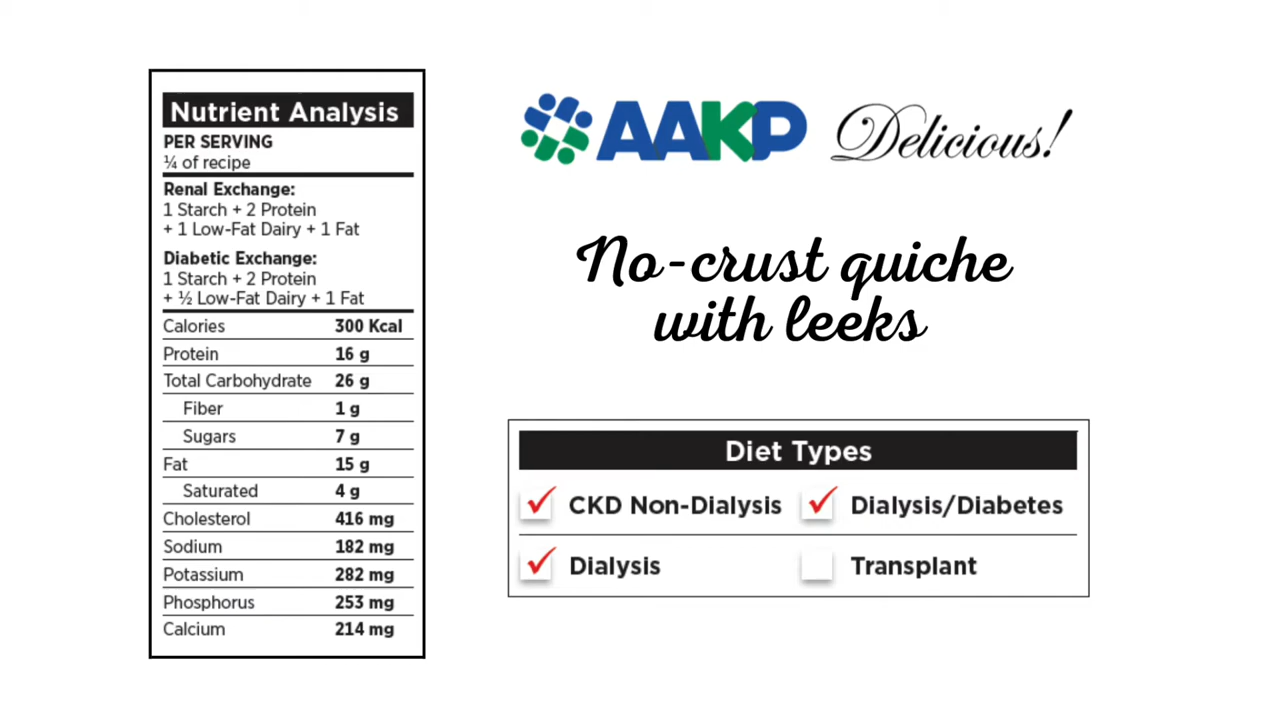 Nutrient Analysis
PER SERVING
¼ of recipe
Renal Exchange:
1 Starch + 2 Protein
+ 1 Low-Fat Dairy + 1 Fat
Diabetic Exchange:
1 Starch + 2 Protein
+ ½ Low-Fat Dairy + 1 Fat
Calories 300 Kcal
Protein 16 g
Total Carbohydrate 26 g
Fiber 1 g
Sugars 7 g
Fat 15 g
Saturated 4 g
Cholesterol 416 mg
Sodium 182 mg
Potassium 282 mg
Phosphorus 253 mg
Calcium 214 mg
AAKP Delicious!
No-crust quiche
with leeks
Diet Types
CKD Non-Dialysis Dialysis/Diabetes
Dialysis Transplant